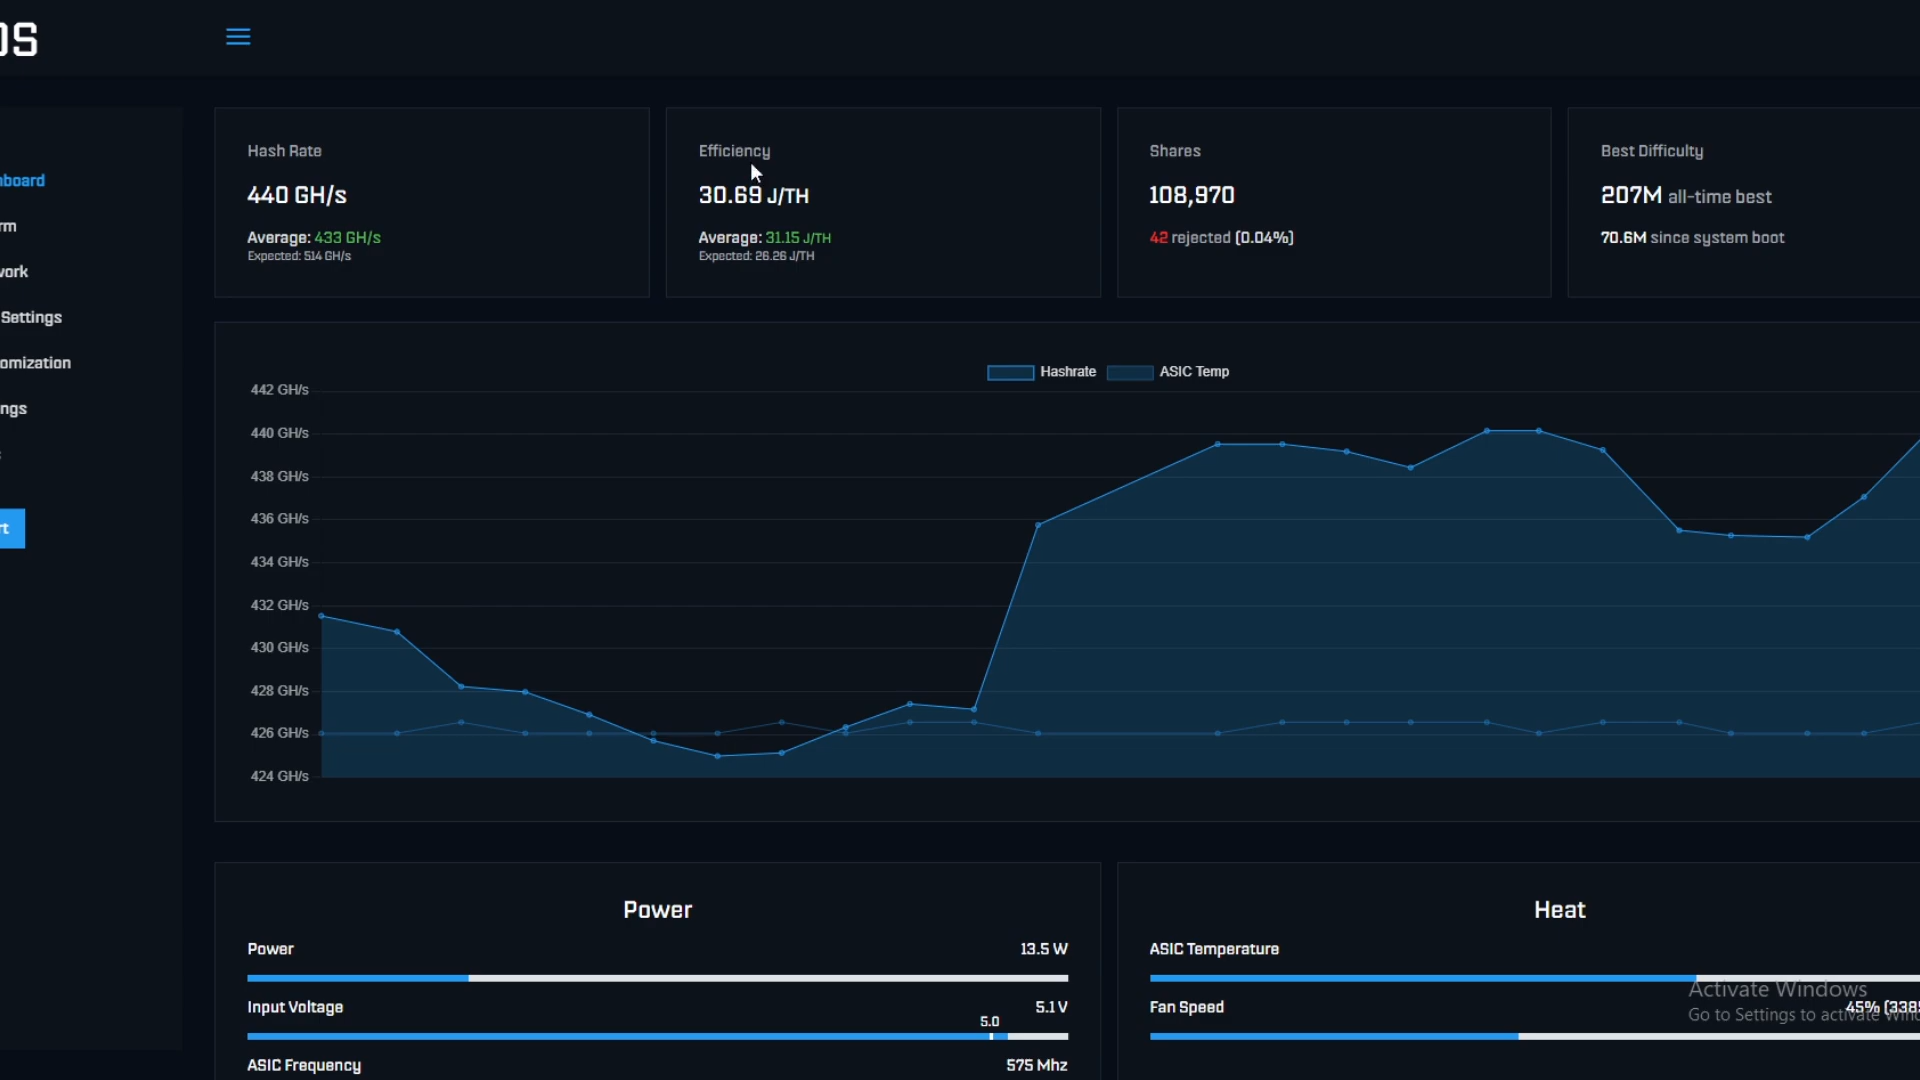 OS
board
rm
work
Settings
omization
ngs
rt
Hash Rate
440 GH/s
Average: 433 GH/s
Expected: 514 GH/s
Efficiency
30.69 J/TH
Average: 31.15 J/TH
Expected: 26.26 J/TH
Shares
108,970
42 rejected (0.04%)
Best Difficulty
207M all-time best
70.6M since system boot
Hashrate ASIC Temp
442 GH/s
440 GH/s
438 GH/s
436 GH/s
434 GH/s
432 GH/s
430 GH/s
428 GH/s
426 GH/s
424 GH/s
Power
Power 13.5 W
Input Voltage 5.1 V
5.0
ASIC Frequency 575 Mhz
Heat
ASIC Temperature
Fan Speed 45% (338
Activate Windows
Go to Settings to activate Win